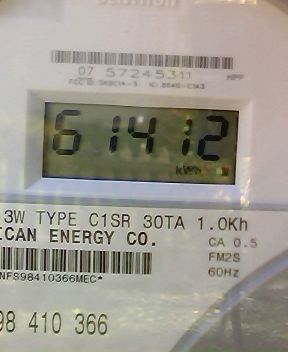 07 57245311
61412
kWh
3W TYPE C1SR 30TA 1.0Kh
ICAN ENERGY CO.
CA 0.5
FM2S
60Hz
NFS98410366MEC*
98 410 366